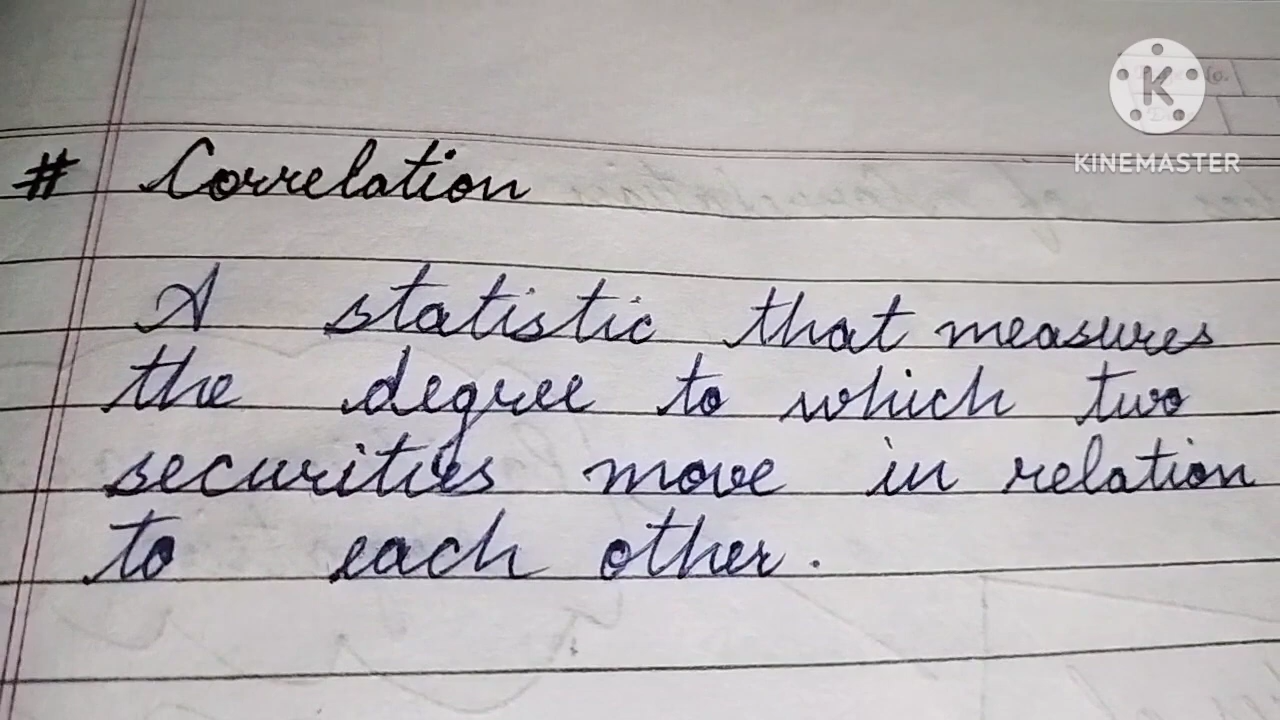 # Correlation
A statistic that measures
the degree to which two
securities move in relation
to each other.
KINEMASTER